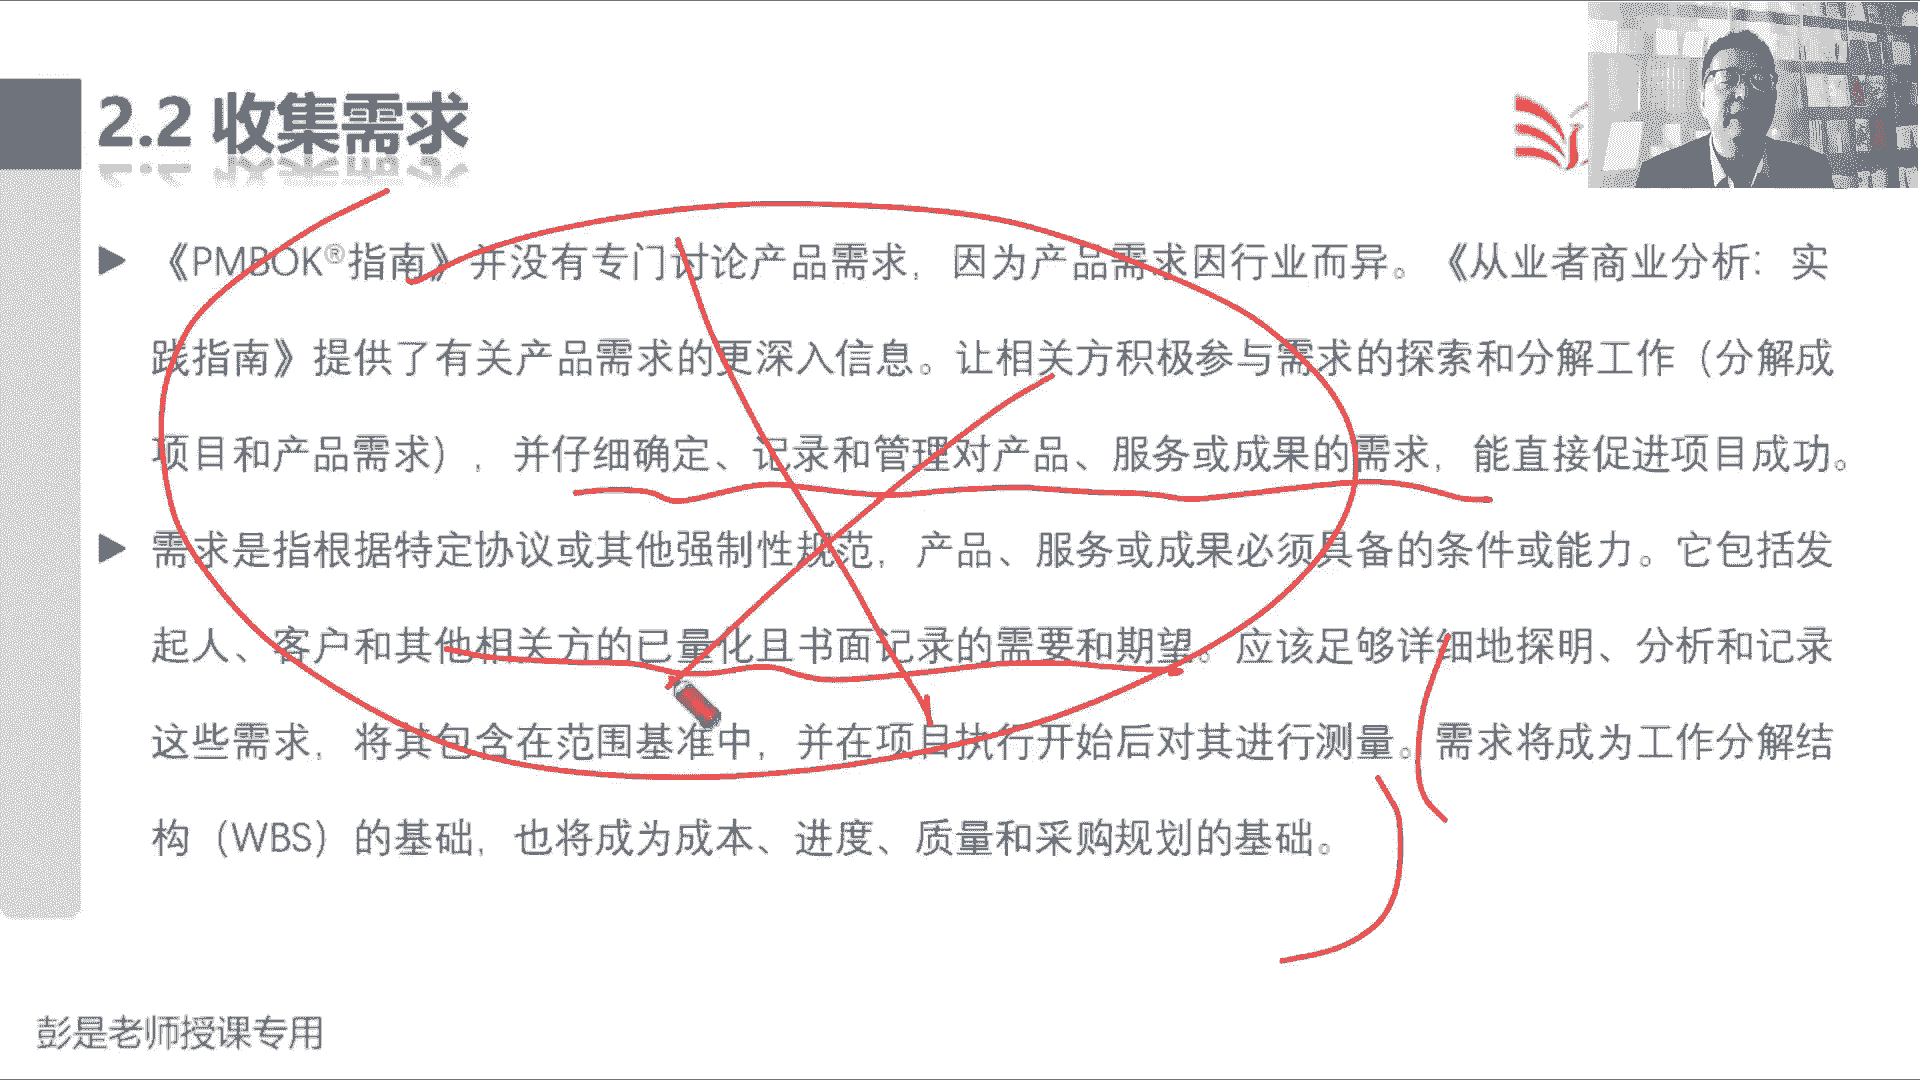 2.2 收集需求
《PMBOK®指南》并没有专门讨论产品需求，因为产品需求因行业而异。《从业者商业分析：实
践指南》提供了有关产品需求的更深入信息。让相关方积极参与需求的探索和分解工作（分解成
项目和产品需求），并仔细确定、记录和管理对产品、服务或成果的需求，能直接促进项目成功。
需求是指根据特定协议或其他强制性规范，产品、服务或成果必须具备的条件或能力。它包括发
起人、客户和其他相关方的已量化且书面记录的需要和期望。应该足够详细地探明、分析和记录
这些需求，将其包含在范围基准中，并在项目执行开始后对其进行测量。需求将成为工作分解结
构（WBS）的基础，也将成为成本、进度、质量和采购规划的基础。
彭是老师授课专用